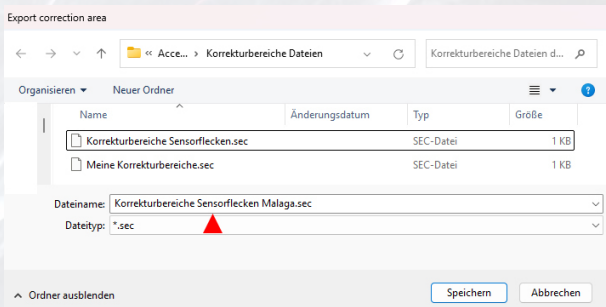 Export correction area
« Acce... › Korrekturbereiche Dateien
Korrekturbereiche Dateien d...
Organisieren
Neuer Ordner
Name Änderungsdatum Typ Größe
Korrekturbereiche Sensorflecken.sec SEC-Datei 1 KB
Meine Korrekturbereiche.sec SEC-Datei 1 KB
Dateiname: Korrekturbereiche Sensorflecken Malaga.sec
Dateityp: *.sec
Ordner ausblenden
Speichern
Abbrechen